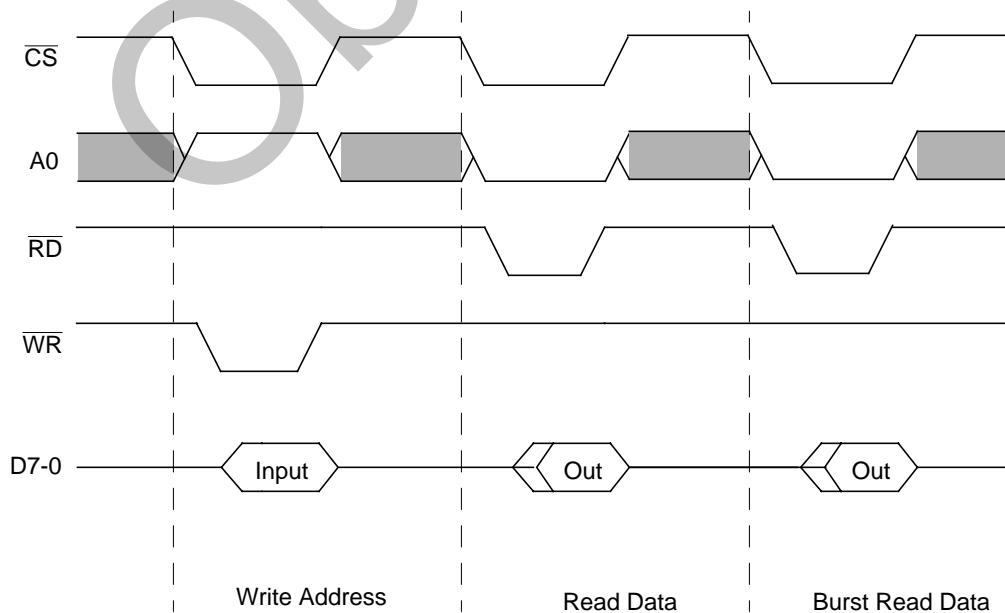 CS
A0
RD
WR
D7-0
Input
Out
Out
Write Address
Read Data
Burst Read Data